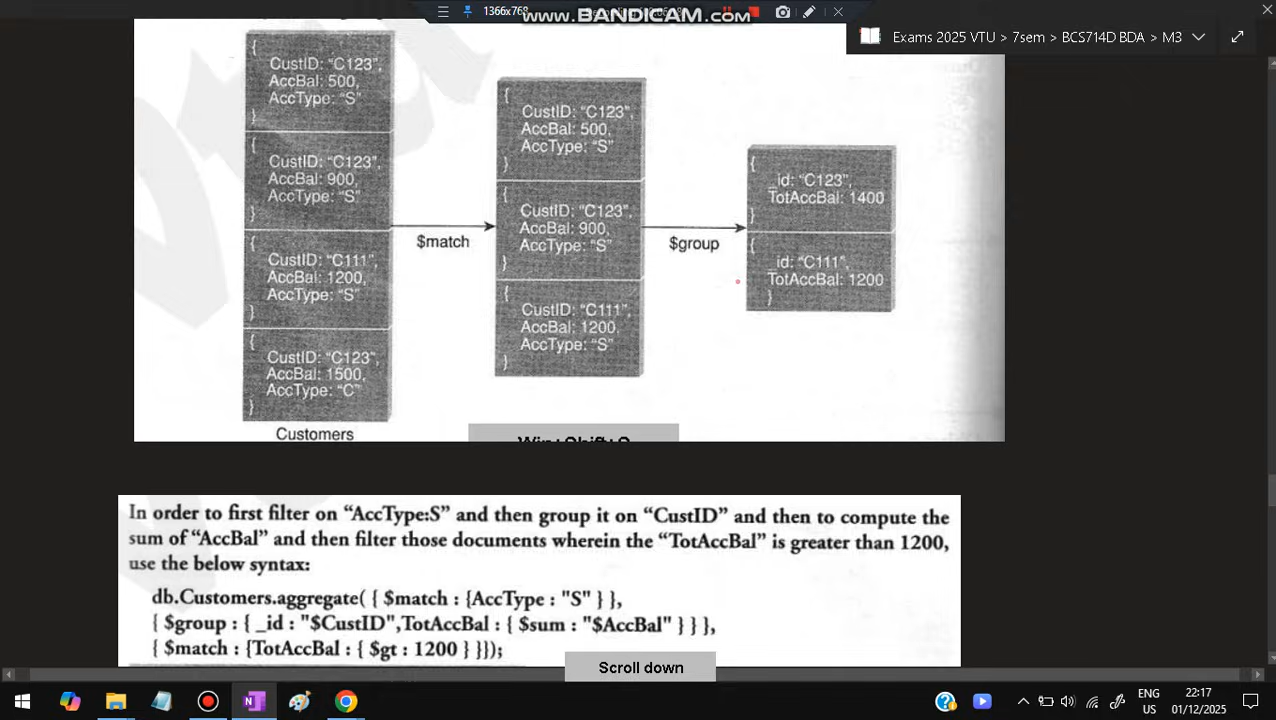 1366x768
www.BANDICAM.com
Exams 2025 VTU > 7sem > BCS714D BDA > M3
{
CustID: “C123”,
AccBal: 500,
AccType: “S”
}
{
CustID: “C123”,
AccBal: 900,
AccType: “S”
}
{
CustID: “C111”,
AccBal: 1200,
AccType: “S”
}
{
CustID: “C123”,
AccBal: 1500,
AccType: “C”
}
Customers
$match
{
CustID: “C123”,
AccBal: 500,
AccType: “S”
}
{
CustID: “C123”,
AccBal: 900,
AccType: “S”
}
{
CustID: “C111”,
AccBal: 1200,
AccType: “S”
}
$group
{
_id: “C123”,
TotAccBal: 1400
}
{
_id: “C111”,
TotAccBal: 1200
}
In order to first filter on “AccType:S” and then group it on “CustID” and then to compute the
sum of “AccBal” and then filter those documents wherein the “TotAccBal” is greater than 1200,
use the below syntax:
db.Customers.aggregate( { $match : {AccType : "S" } },
{ $group : { _id : "$CustID",TotAccBal : { $sum : "$AccBal" } } },
{ $match : {TotAccBal : { $gt : 1200 } }});
Scroll down
ENG
US
22:17
01/12/2025